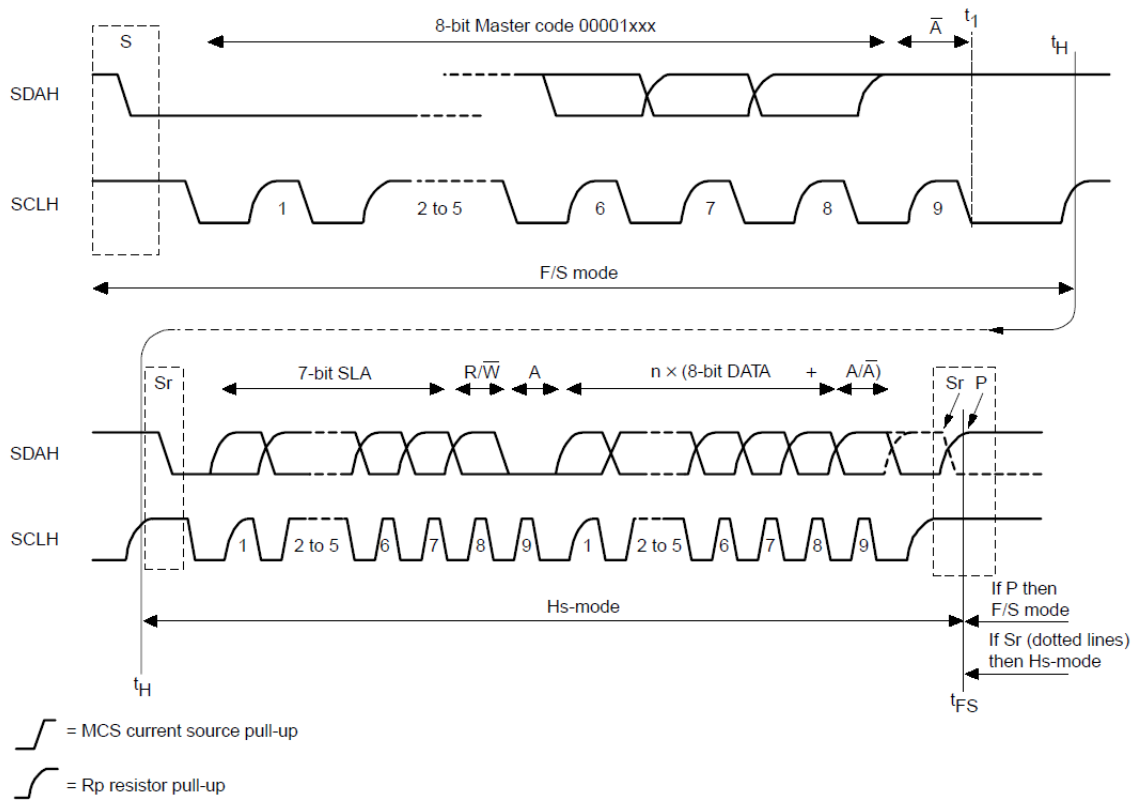 8-bit Master code 00001xxx
A̅
t1
S
tH
SDAH
SCLH
1
2 to 5
6
7
8
9
F/S mode
Sr
7-bit SLA
R/W̅
A
n × (8-bit DATA + A/A̅)
Sr P
SDAH
SCLH
1
2 to 5
6
7
8
9
1
2 to 5
6
7
8
9
If P then
F/S mode
Hs-mode
If Sr (dotted lines)
then Hs-mode
tH
tFS
= MCS current source pull-up
= Rp resistor pull-up